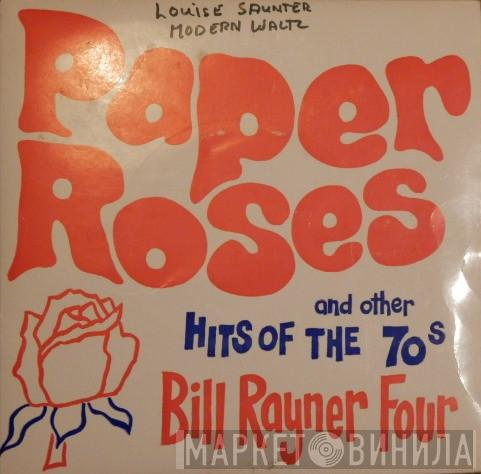 LOUISE SAUNTER
MODERN WALTZ
Paper
Roses
and other
HITS OF THE 70s
Bill Rayner Four
МАРКЕТ ВИНИЛА